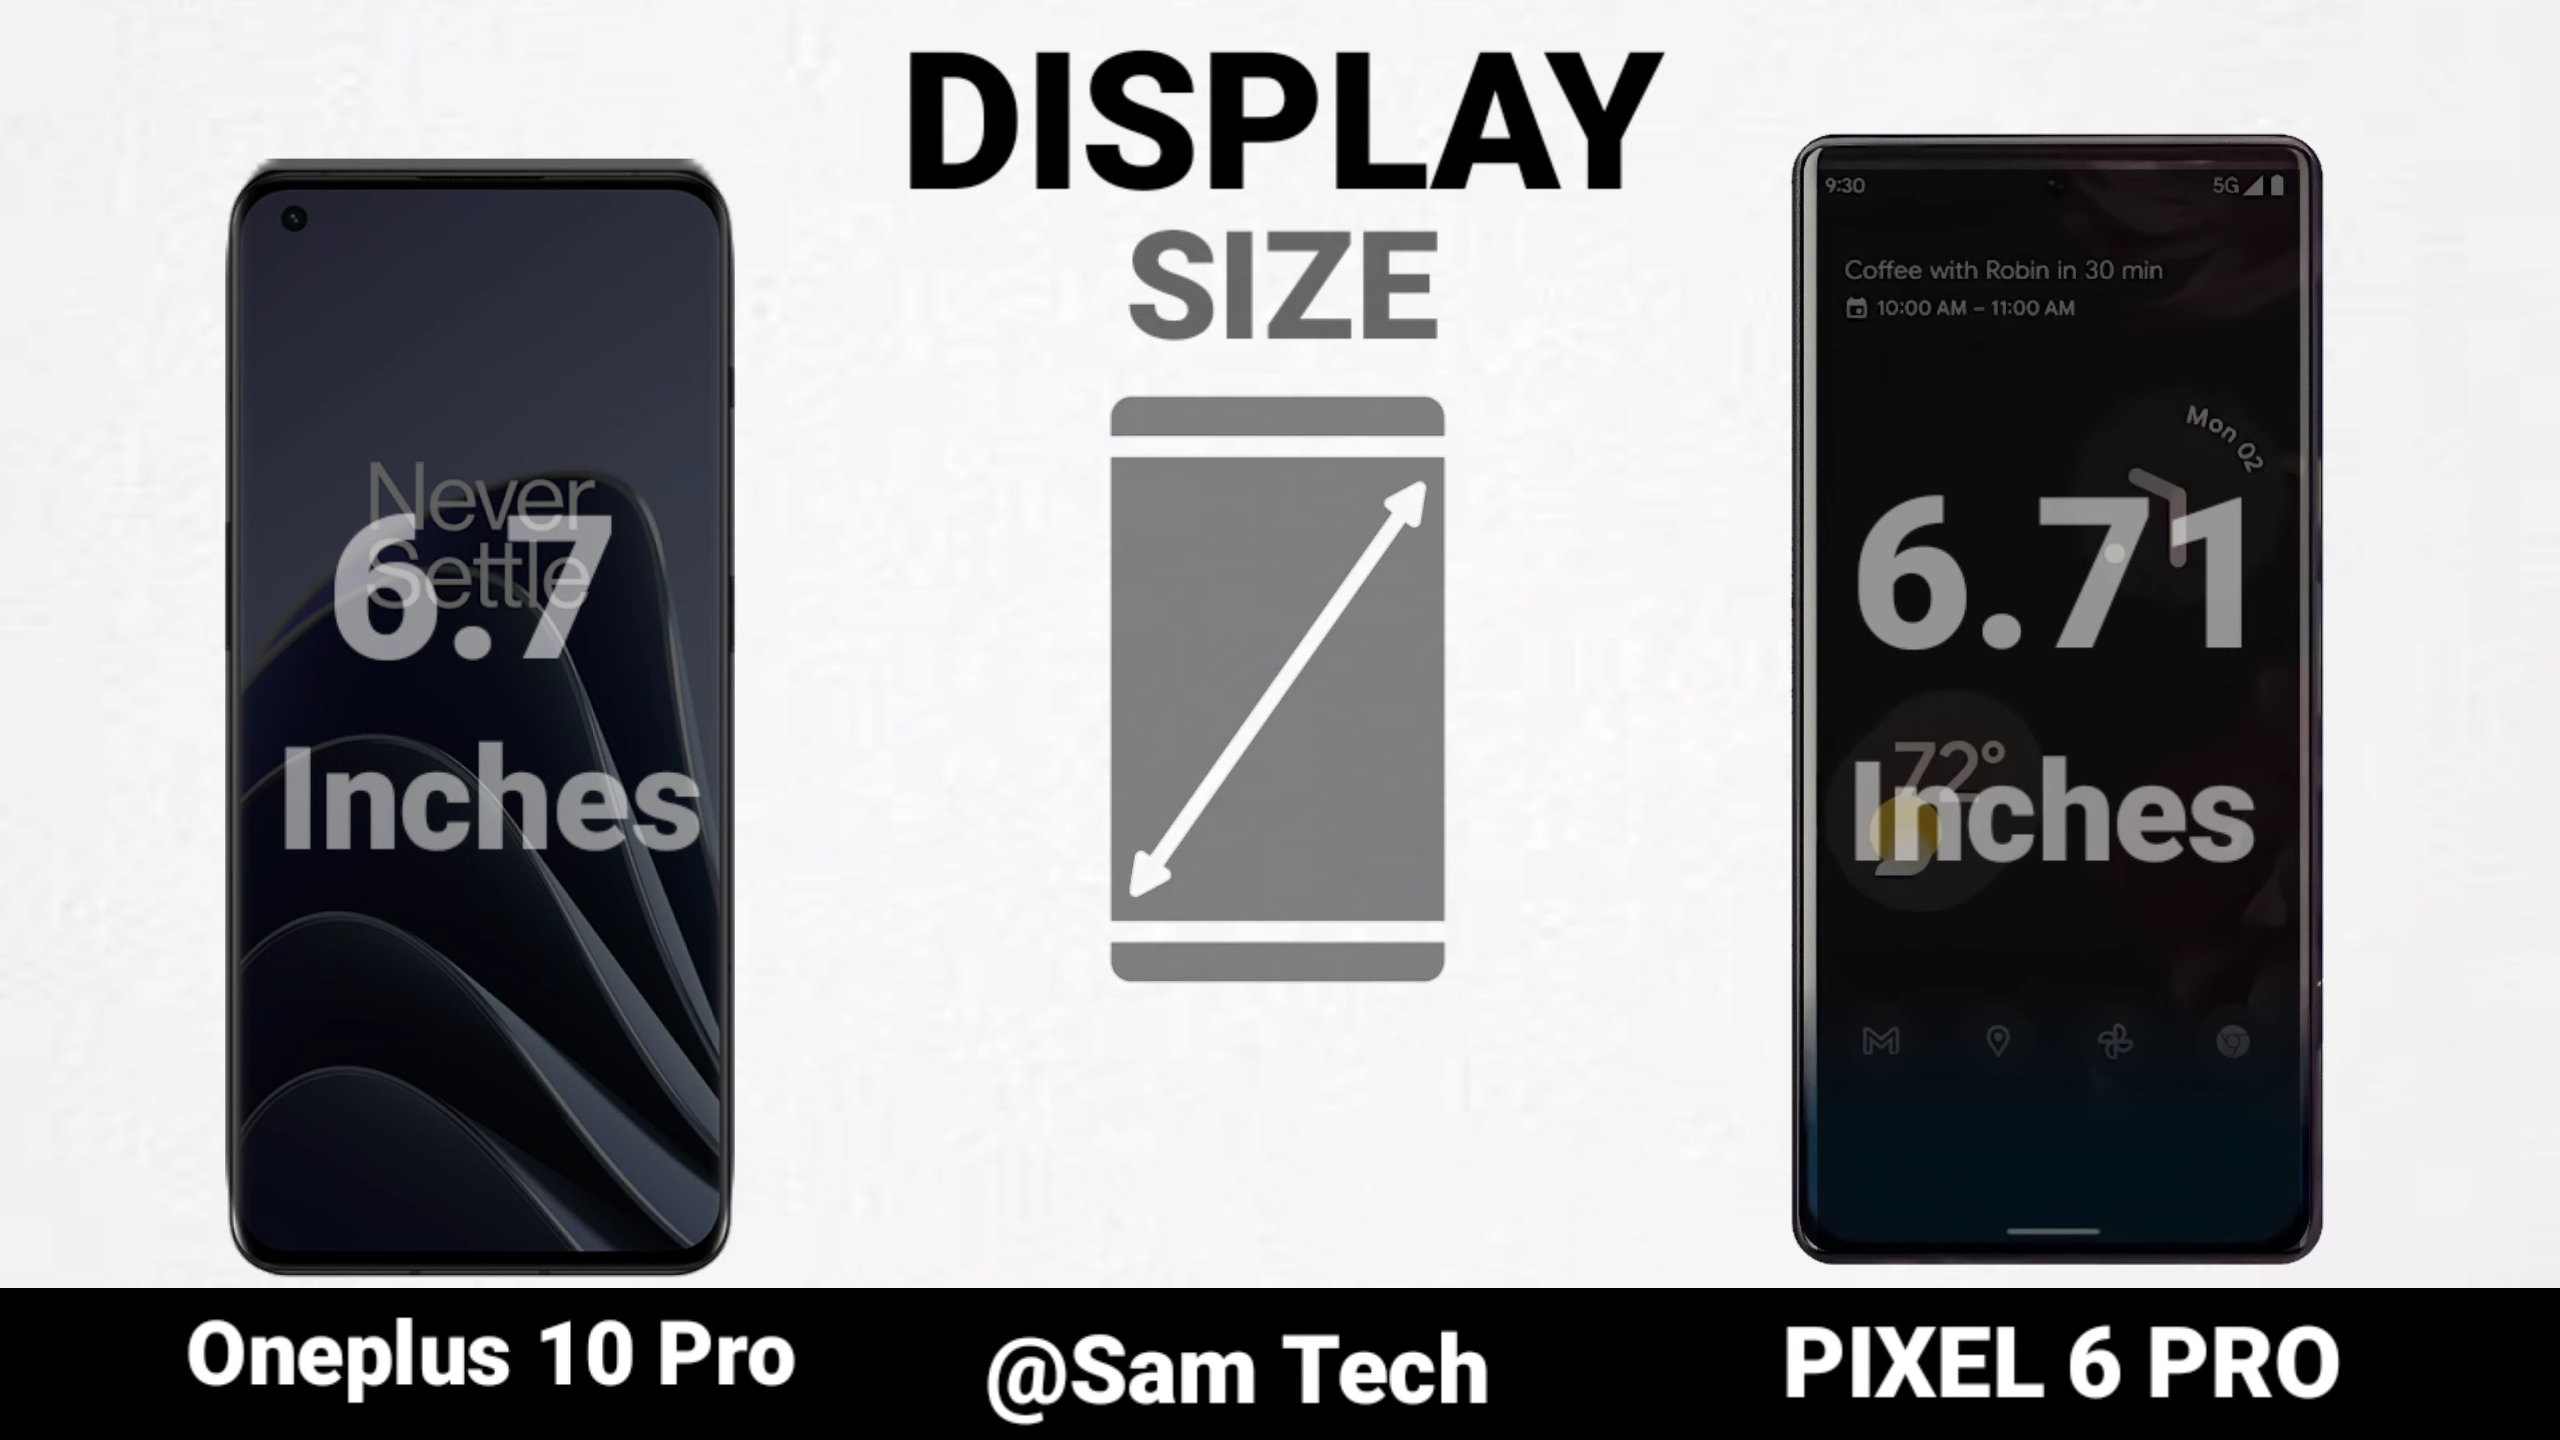 DISPLAY
SIZE
Never
Settle
6.7
Inches
9:30
5G
Coffee with Robin in 30 min
10:00 AM – 11:00 AM
Mon 02
6.71
72°
Inches
Oneplus 10 Pro
@Sam Tech
PIXEL 6 PRO